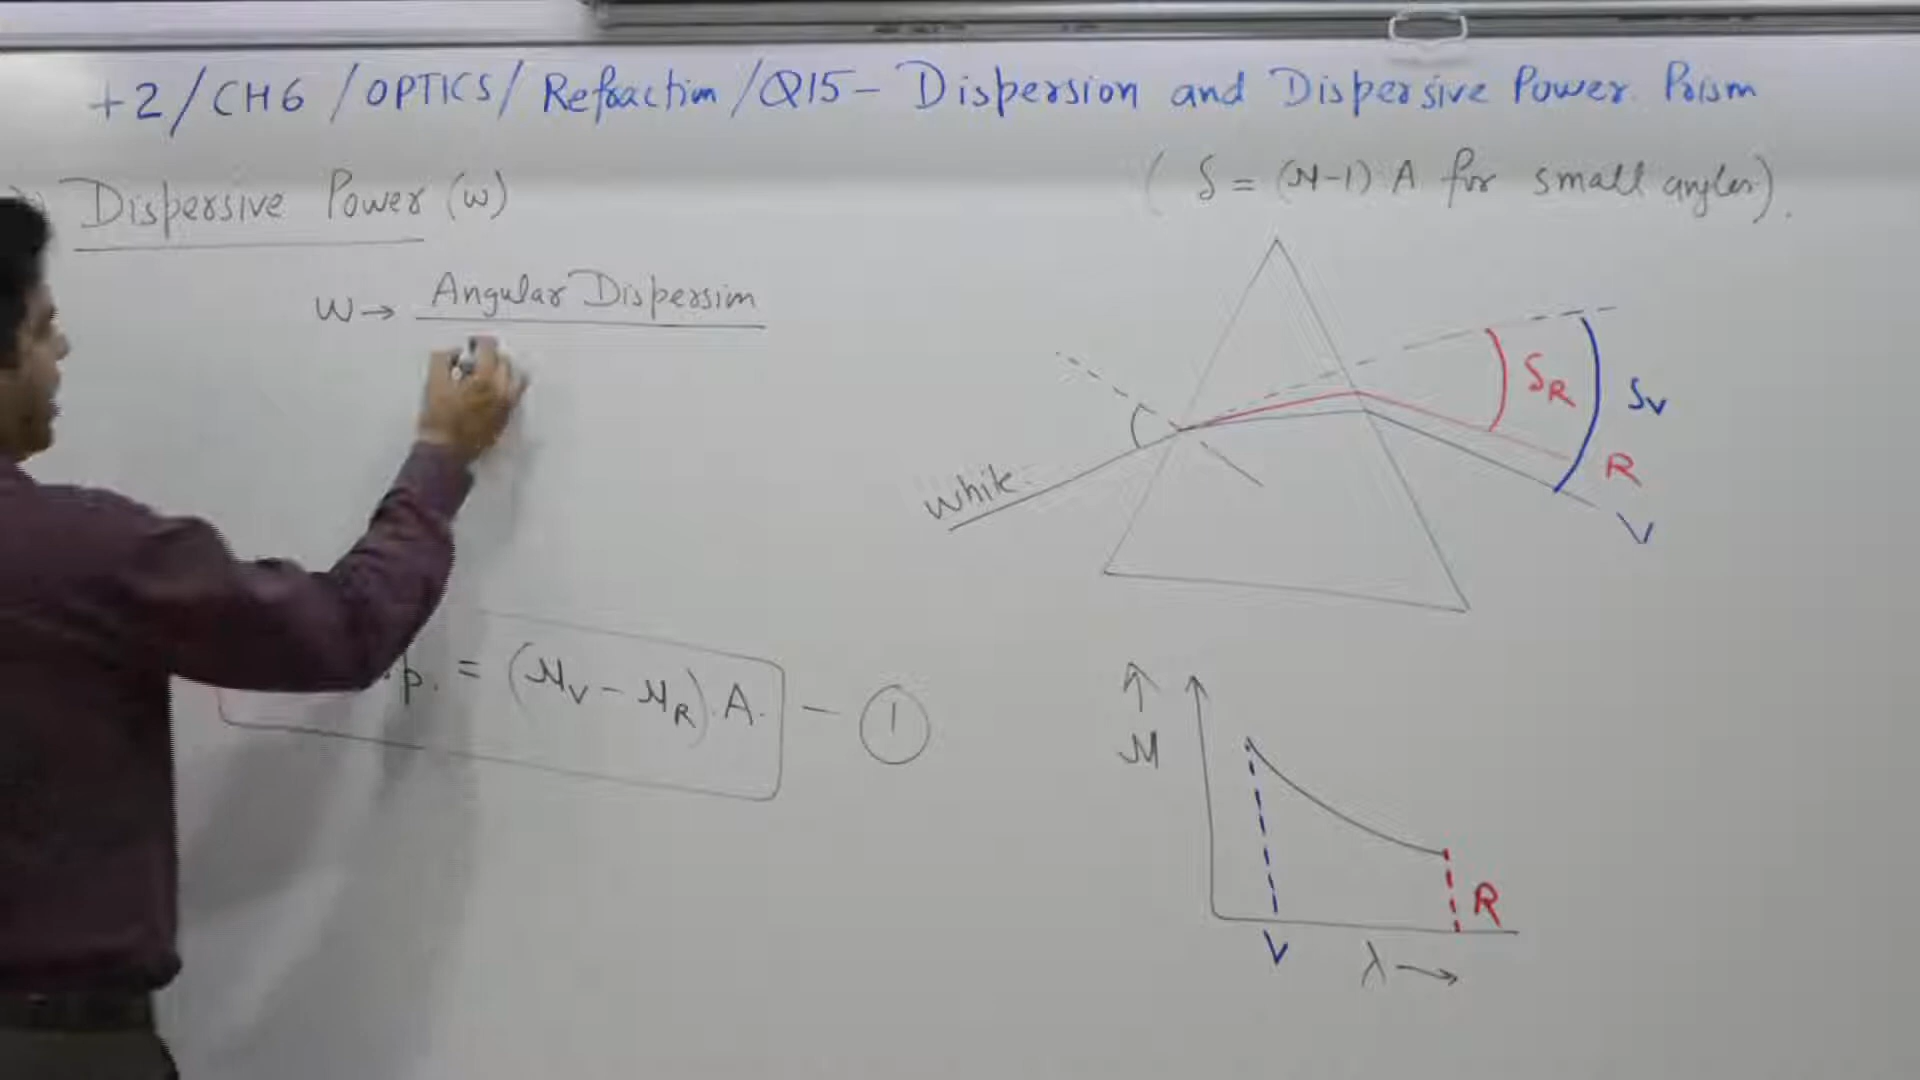 +2/CH6/OPTICS/Refraction/Q15- Dispersion and Dispersive Power Prism
Dispersive Power (w)
(δ = (μ-1) A for small angles).
w→ Angular Dispersion
δR
δV
R
V
White
p. = (μV - μR).A. - ①
↑
μ
R
V
λ→